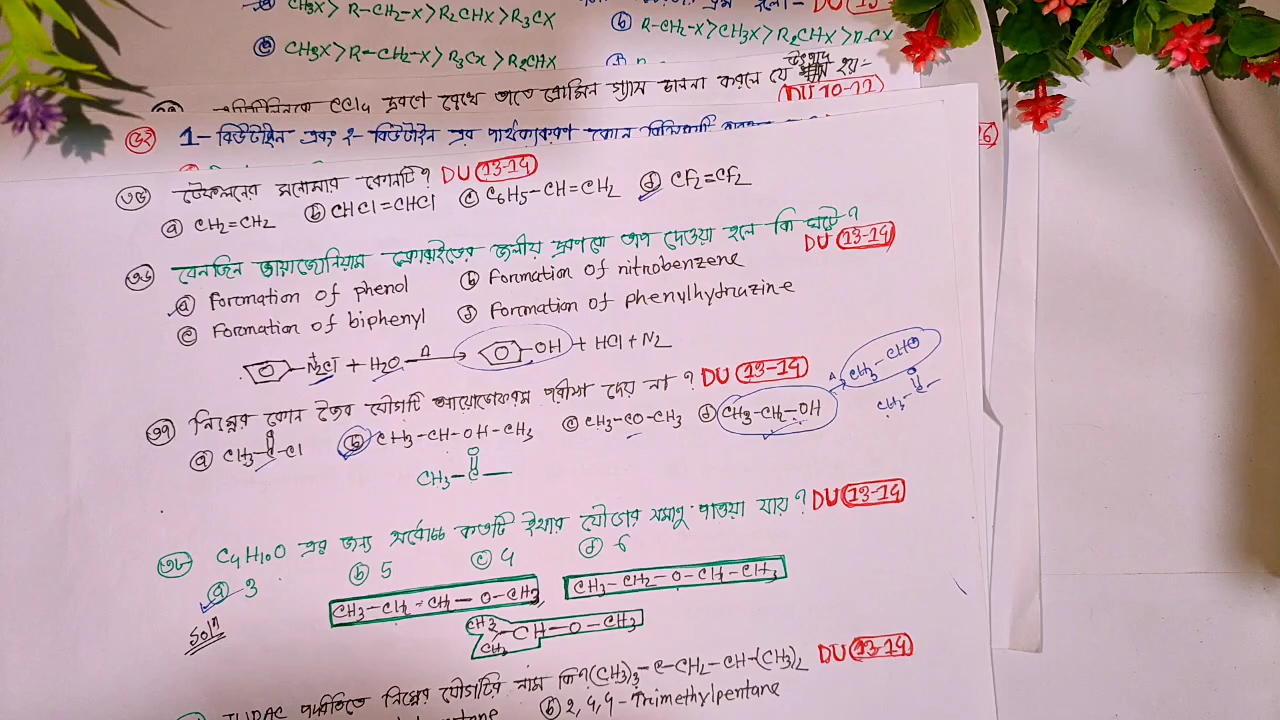 CH3X > R-CH2-X > R2CHX > R3CX ⓑ R-CH2-X > CH3X > R2CHX >
ⓒ CH3X > R-CH2-X > R3CX > R2CHX
CCl4 দ্রবণে
DU 10-11
৩২ 1-বিউটাইন এবং ২-বিউটাইন এর পার্থক্যকরণ কোন
৩৫ টেফলনের মনোমার কোনটি? DU (13-14)
ⓐ CH2=CH2 ⓑ CHCl=CHCl ⓒ C6H5-CH=CH2 ⓓ CF2=CF2
৩৬ বেনজিন ডায়াজোনিয়াম ক্লোরাইডের জলীয় দ্রবণকে তাপ দেওয়া হলে কি ঘটে? DU (13-14)
ⓐ Formation of phenol ⓑ Formation of nitrobenzene
ⓒ Formation of biphenyl ⓓ Formation of phenylhydrazine
N2Cl + H2O Δ → OH + HCl + N2
৩৭ নিম্নের কোন জৈব যৌগটি আয়োডোফরম পরীক্ষা দেয় না? DU (13-14)
ⓐ CH3-C-Cl ⓑ CH3-CH-OH-CH3 ⓒ CH3-CO-CH3 ⓓ CH3-CH2-OH → CH3-CHO
O
CH3-C-
O
CH3-C-
৩৮ C4H10O এর জন্য সর্বোচ্চ কতটি ইথার যৌগের সমাণু পাওয়া যায়? DU (13-14)
ⓐ 3 ⓑ 5 ⓒ 4 ⓓ 6
Solⁿ CH3-CH2-CH2-O-CH3, CH3-CH2-O-CH2-CH3
CH3
CH3 CH-O-CH3
IUPAC পদ্ধতিতে নিম্নের যৌগটির নাম কি? (CH3)3-C-CH2-CH-(CH3)2 DU (13-14)
ⓑ 2,4,4-Trimethylpentane